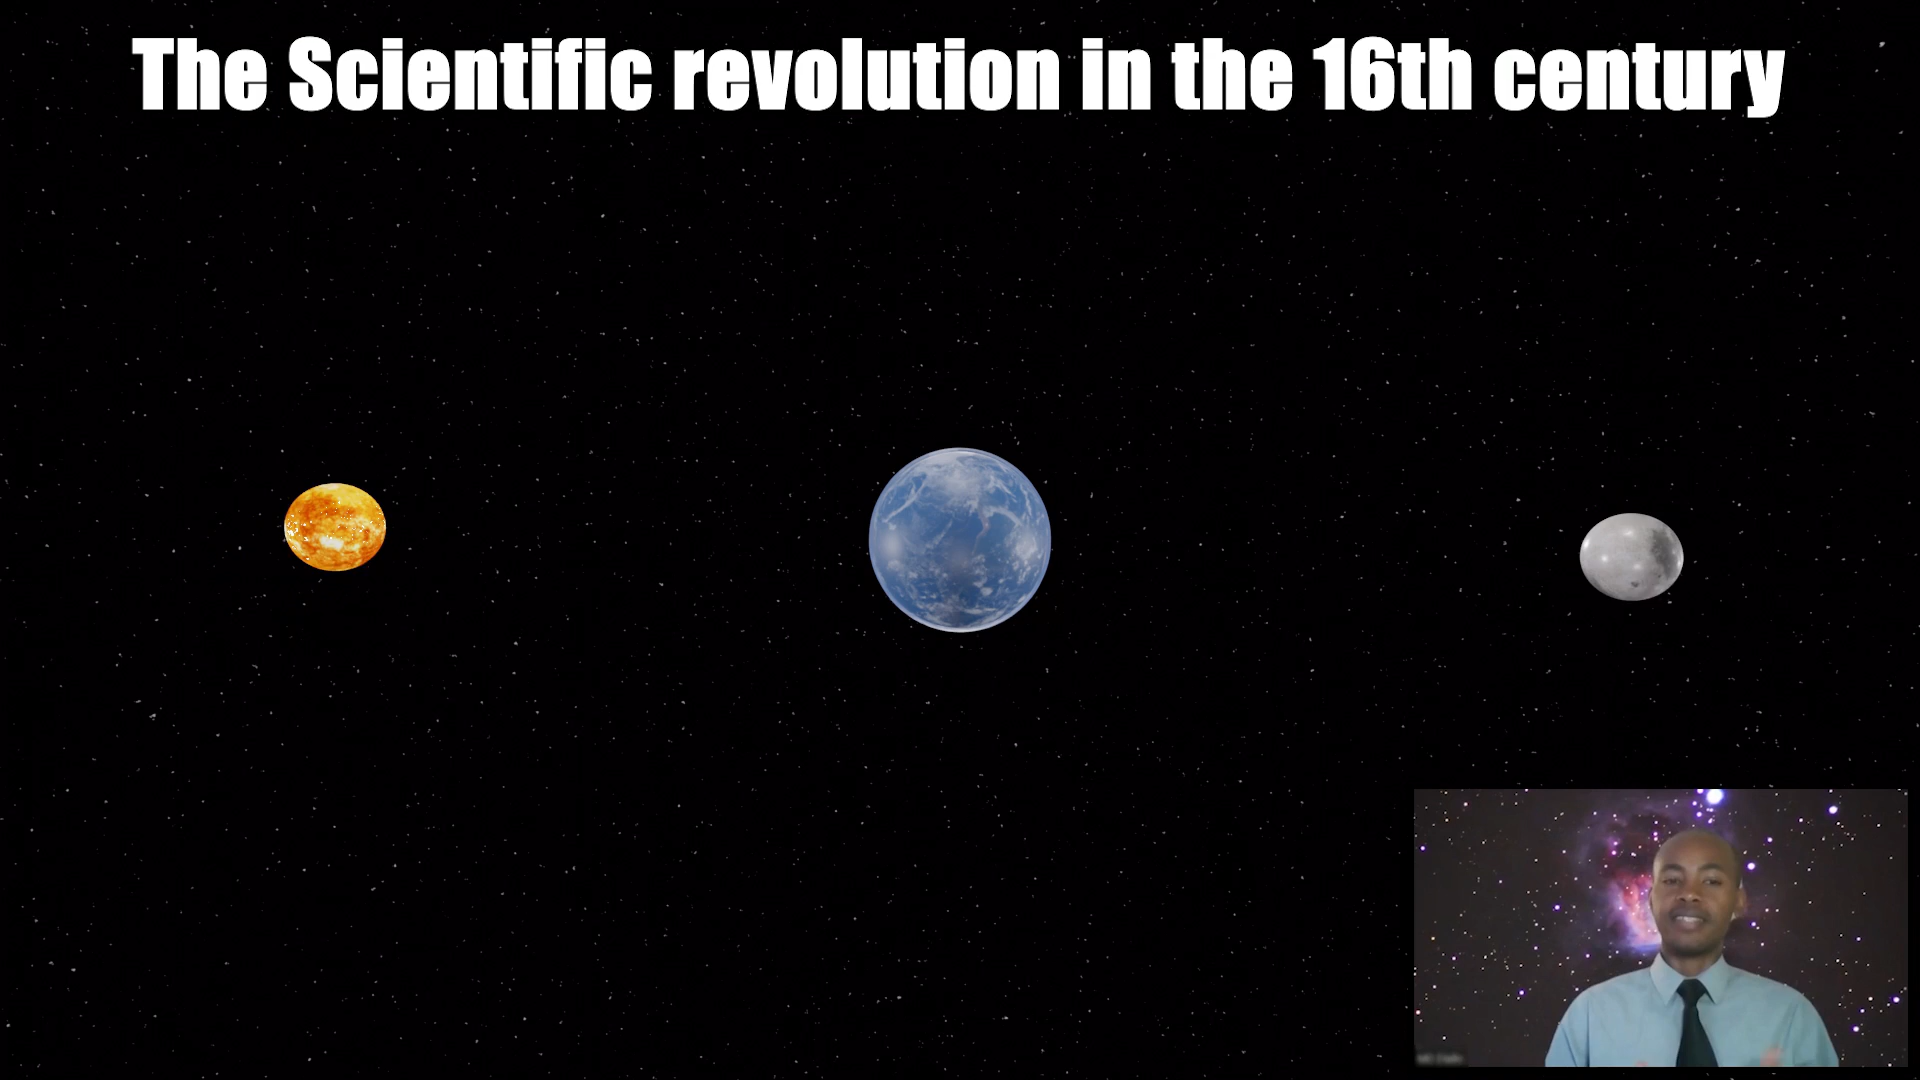 The Scientific revolution in the 16th century